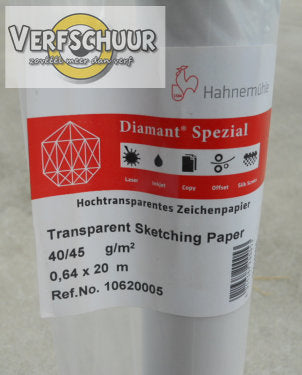 VERFSCHUUR
zoveel meer dan verf
Hahnemühle
Diamant® Spezial
Laser Inkjet Copy Offset Silk Screen
Hochtransparentes Zeichenpapier
Transparent Sketching Paper
40/45 g/m²
0,64 x 20 m
Ref.No. 10620005